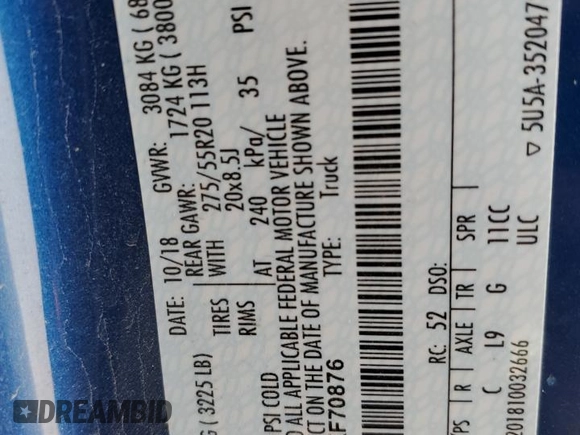 DATE: 10/18 GVWR: 3084 KG ( 68
REAR GAWR: 1724 KG ( 3800
G ( 3225 LB) TIRES WITH 275/55R20 113H
RIMS 20x8.5J
PSI COLD AT 240 kPa/ 35 PSI
O ALL APPLICABLE FEDERAL MOTOR VEHICLE
CT ON THE DATE OF MANUFACTURE SHOWN ABOVE.
F70876 TYPE: Truck
RC: 52 DSO:
PS R AXLE TR SPR
C L9 G 11CC
201810032666 ULC ▽ 5U5A-352047
DRIVEDBID